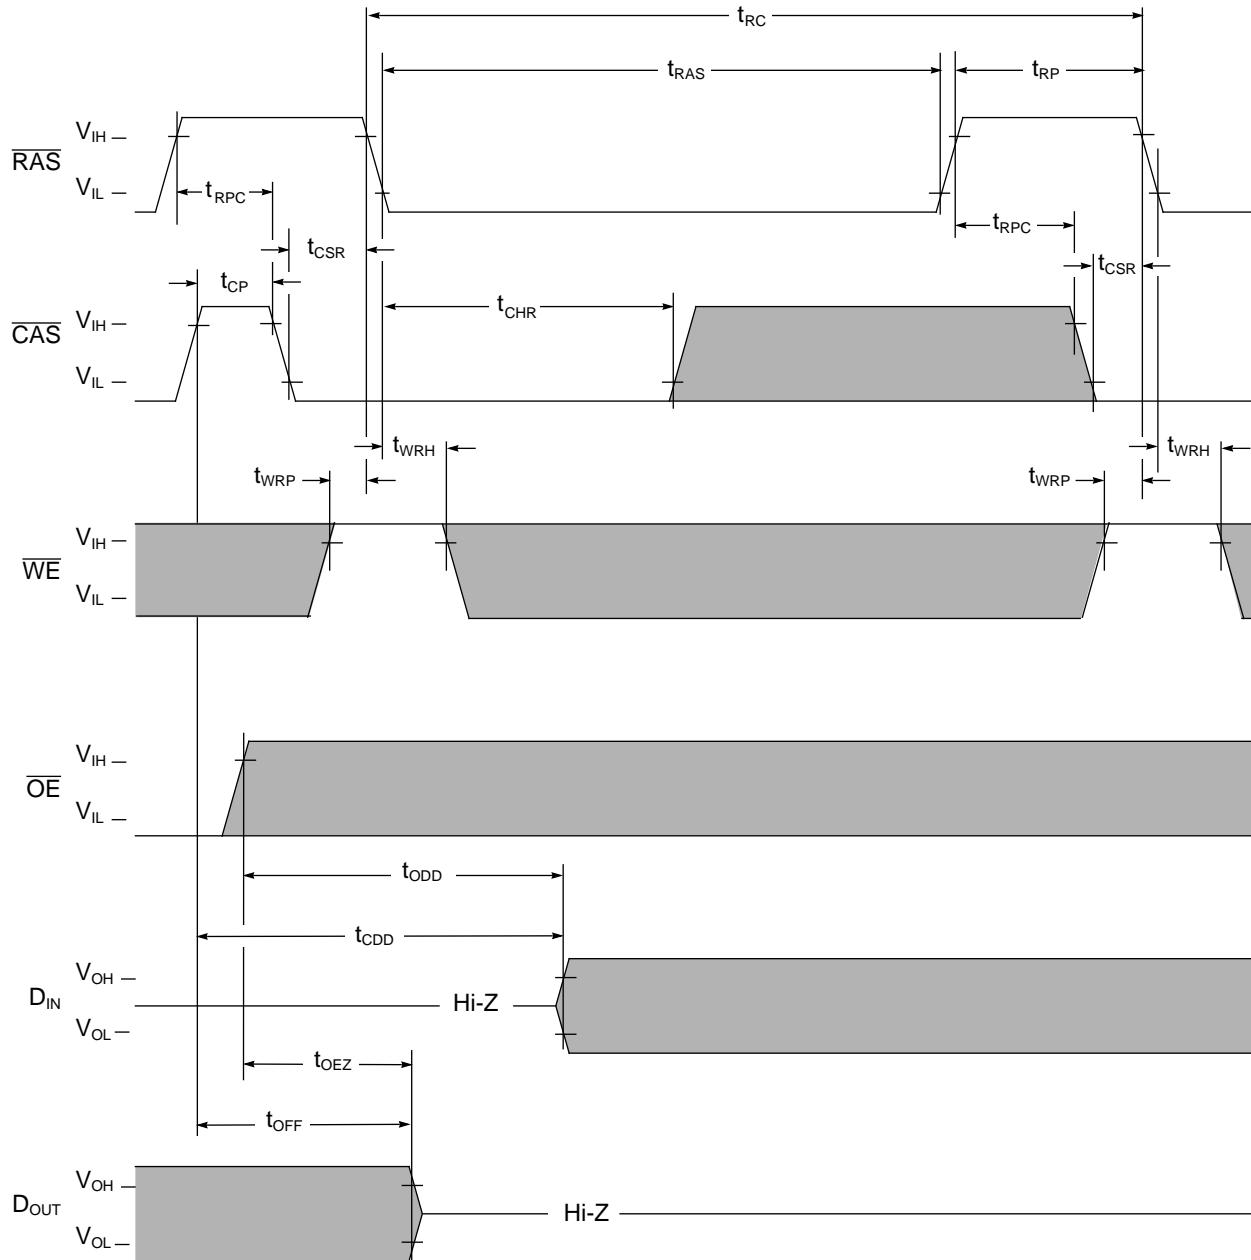 tRC
tRAS
tRP
VIH
RAS
VIL
tRPC
tRPC
tCSR
tCSR
tCP
tCHR
VIH
CAS
VIL
tWRH
tWRH
tWRP
tWRP
VIH
WE
VIL
VIH
OE
VIL
tODD
tCDD
VOH
DIN
Hi-Z
VOL
tOEZ
tOFF
VOH
DOUT
Hi-Z
VOL